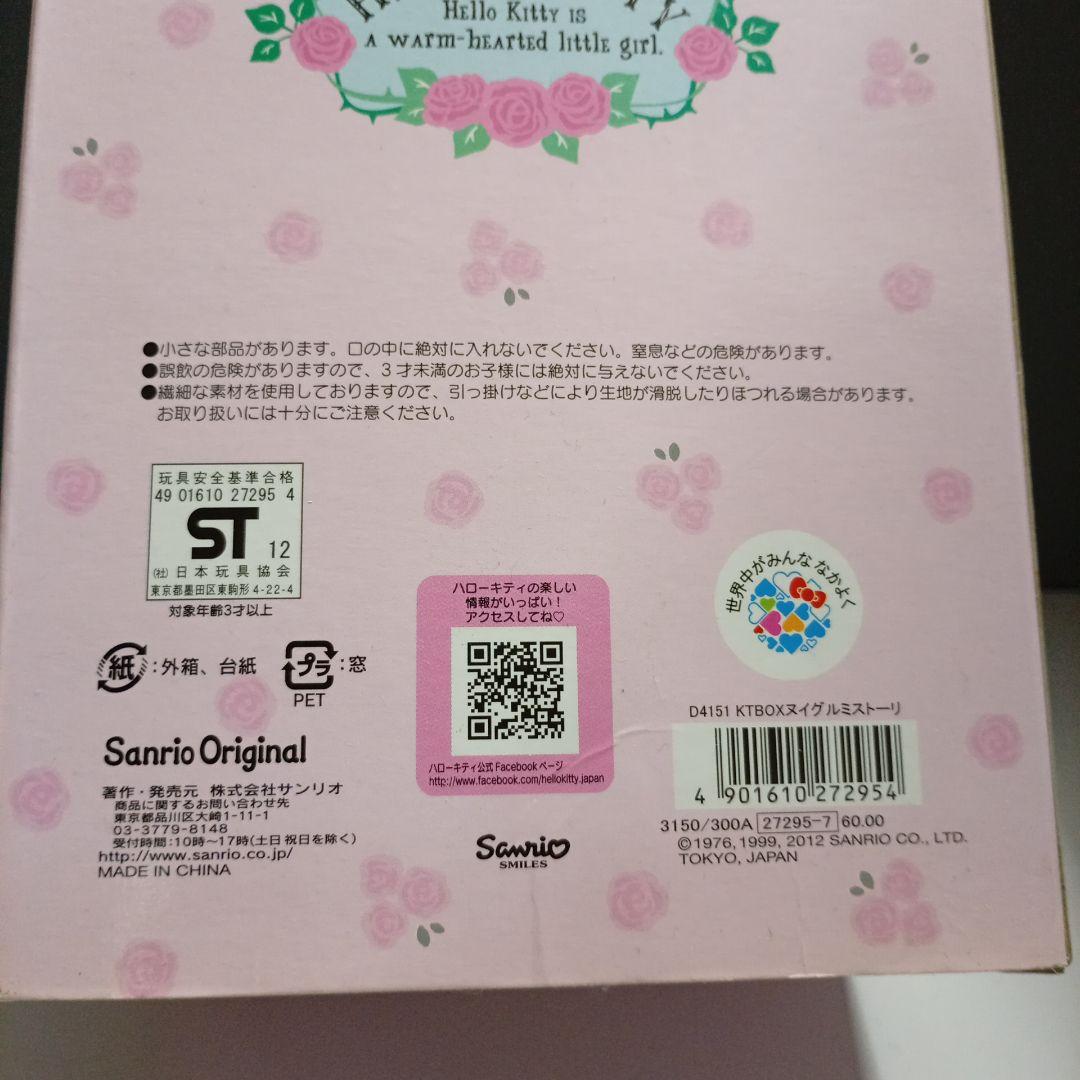 Hello Kitty is
a warm-hearted little girl.
●小さな部品があります。口の中に絶対に入れないでください。窒息などの危険があります。
●誤飲の危険がありますので、3才未満のお子様には絶対に与えないでください。
●繊細な素材を使用しておりますので、引っ掛けなどにより生地が滑脱したりほつれる場合があります。
お取り扱いには十分にご注意ください。
玩具安全基準合格
49 01610 27295 4
ST 12
(社)日本玩具協会
東京都墨田区東駒形4-22-4
対象年齢3才以上
紙:外箱、台紙
プラ:窓
PET
Sanrio Original
著作・発売元 株式会社サンリオ
商品に関するお問い合わせ先
東京都品川区大崎1-11-1
03-3779-8148
受付時間:10時~17時(土日祝日を除く)
http://www.sanrio.co.jp/
MADE IN CHINA
ハローキティの楽しい
情報がいっぱい!
アクセスしてね♡
ハローキティ公式Facebookページ
http://www.facebook.com/hellokitty.japan
Sanrio
SMILES
世界中がみんななかよく
D4151 KTBOXヌイグルミストーリ
4 901610 272954
3150/300A 27295-7 60.00
©1976,1999, 2012 SANRIO CO., LTD.
TOKYO, JAPAN